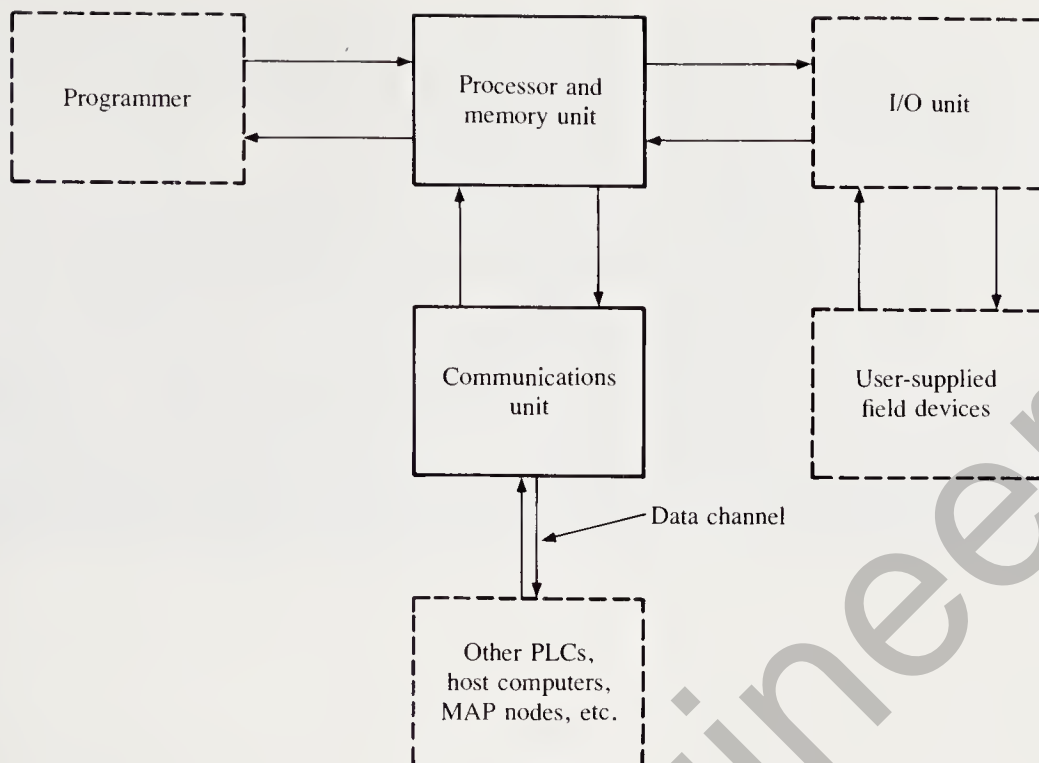 Programmer
Processor and
memory unit
I/O unit
Communications
unit
User-supplied
field devices
Data channel
Other PLCs,
host computers,
MAP nodes, etc.